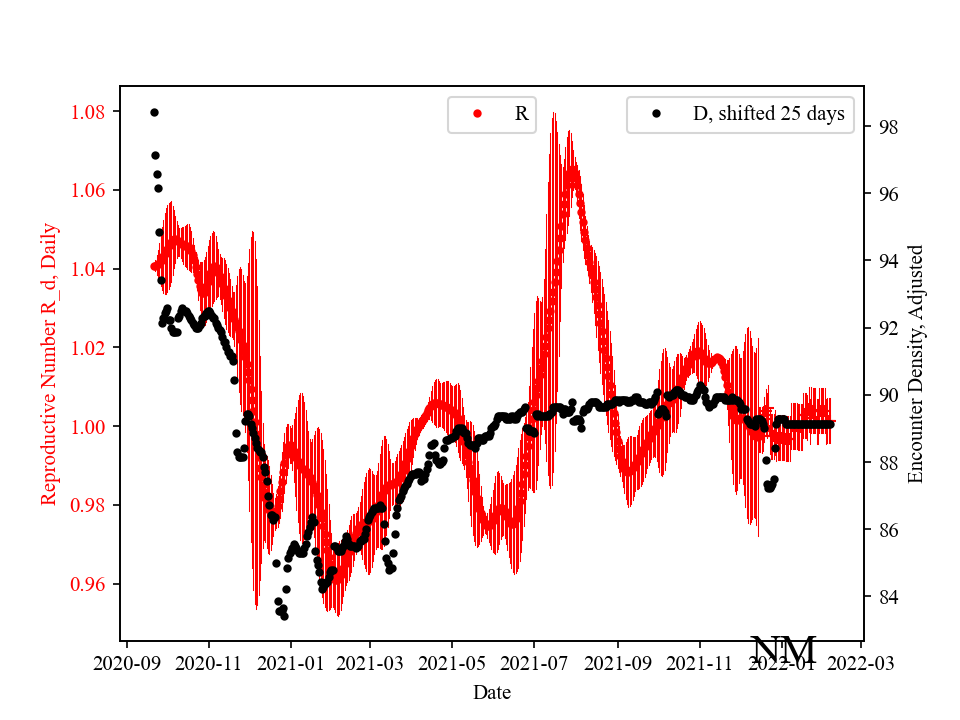 R
D, shifted 25 days
1.08
1.06
1.04
1.02
1.00
0.98
0.96
Reproductive Number R_d, Daily
98
96
94
92
90
88
86
84
Encounter Density, Adjusted
2020-09 2020-11 2021-01 2021-03 2021-05 2021-07 2021-09 2021-11 2022-01 2022-03
NM
Date